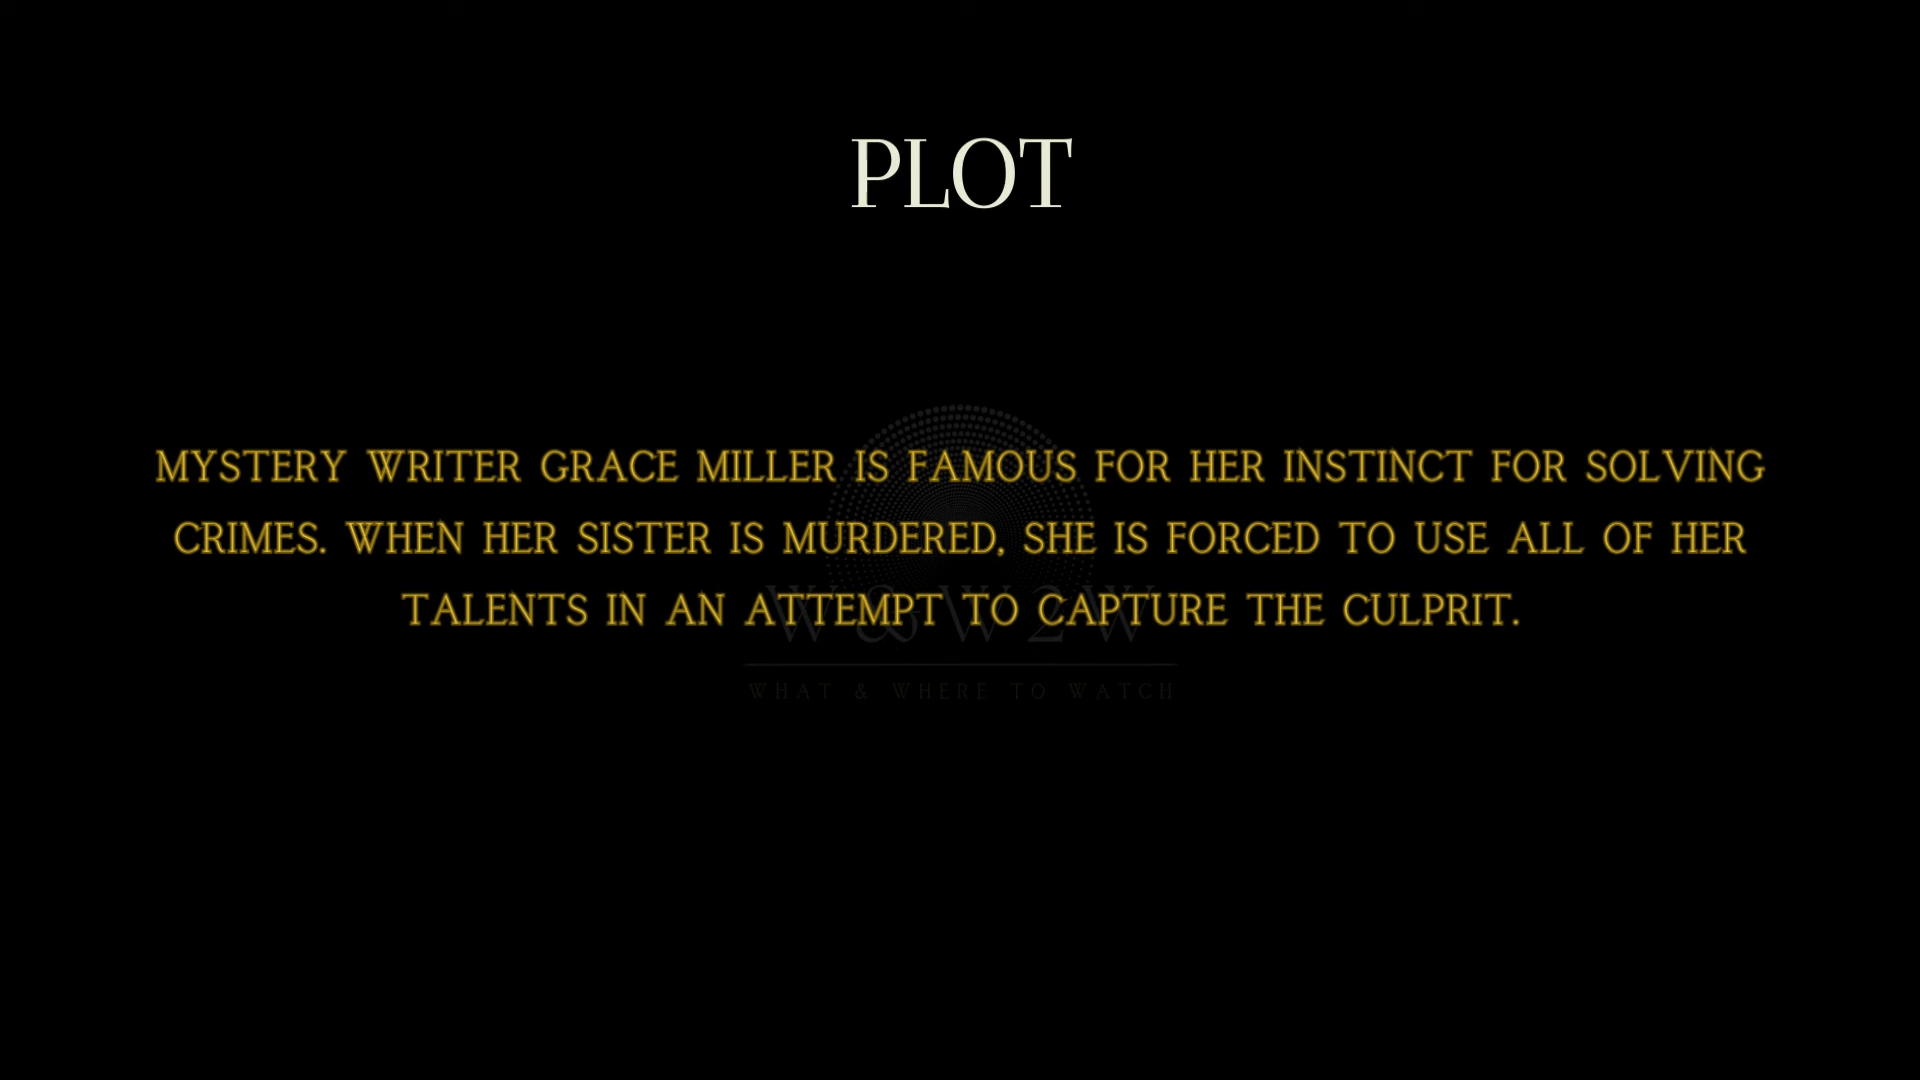 PLOT
MYSTERY WRITER GRACE MILLER IS FAMOUS FOR HER INSTINCT FOR SOLVING
CRIMES. WHEN HER SISTER IS MURDERED, SHE IS FORCED TO USE ALL OF HER
TALENTS IN AN ATTEMPT TO CAPTURE THE CULPRIT.
W&W2W
WHAT & WHERE TO WATCH